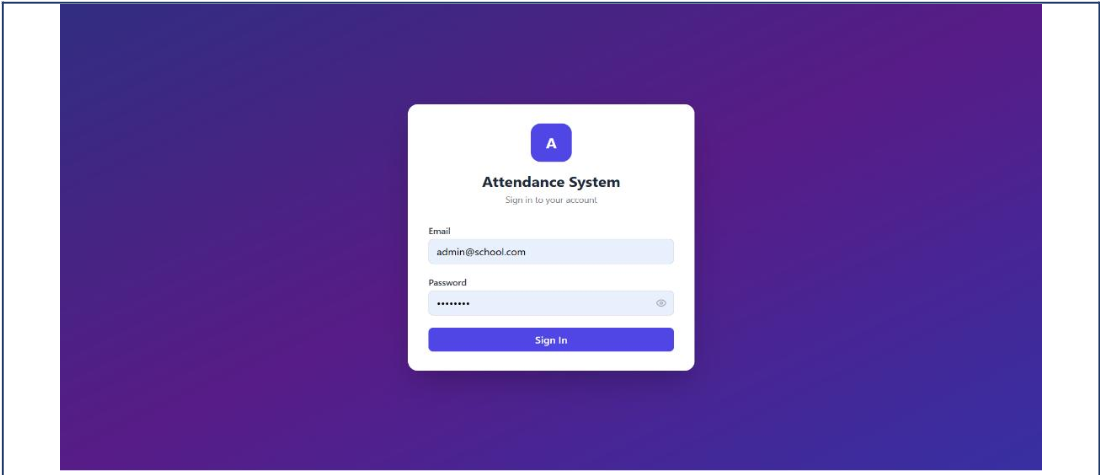 A
Attendance System
Sign in to your account
Email
admin@school.com
Password
••••••••
Sign In